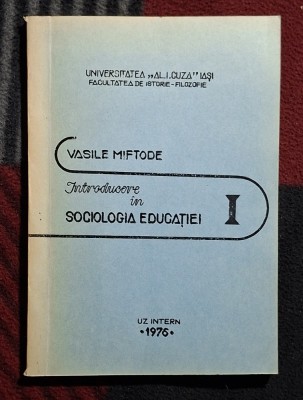 UNIVERSITATEA „AL.I.CUZA" IAŞI
FACULTATEA DE ISTORIE-FILOZOFIE
VASILE MIFTODE
Introducere
în
SOCIOLOGIA EDUCAŢIEI I
UZ INTERN
•1976•